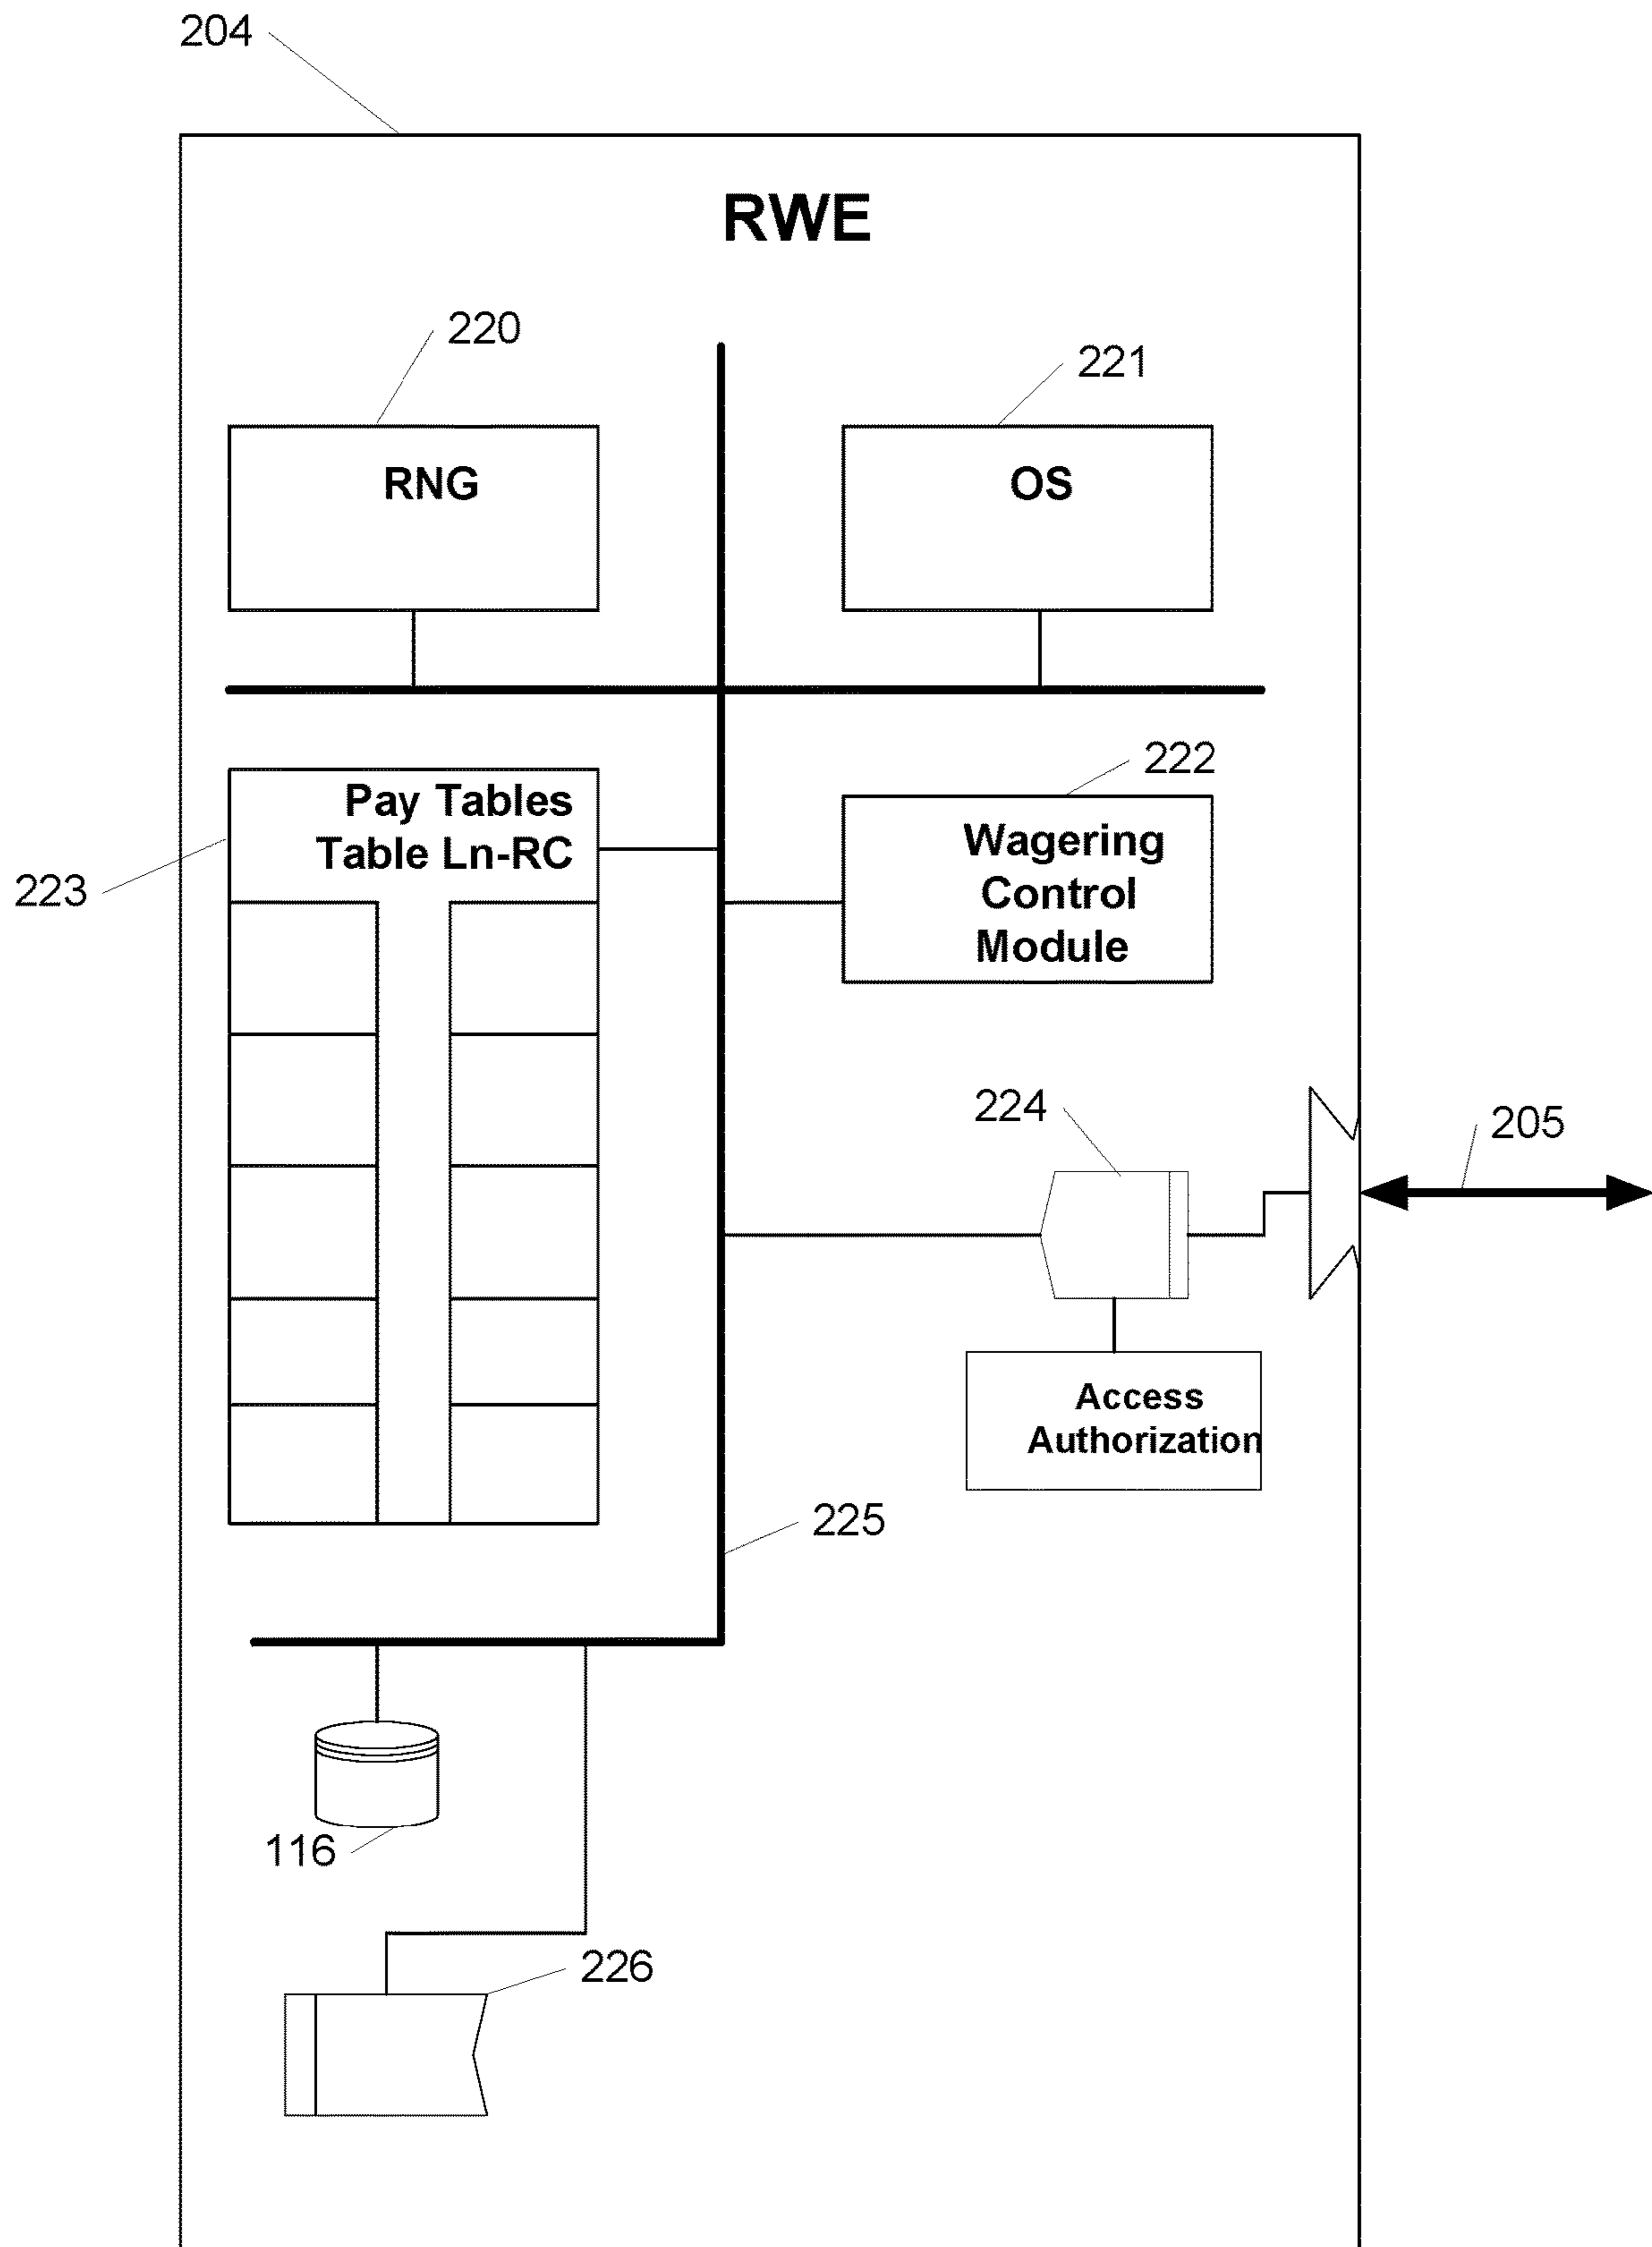 204
RWE
220
221
RNG
OS
222
Pay Tables
Table Ln-RC
223
Wagering
Control
Module
224
205
Access
Authorization
225
116
226